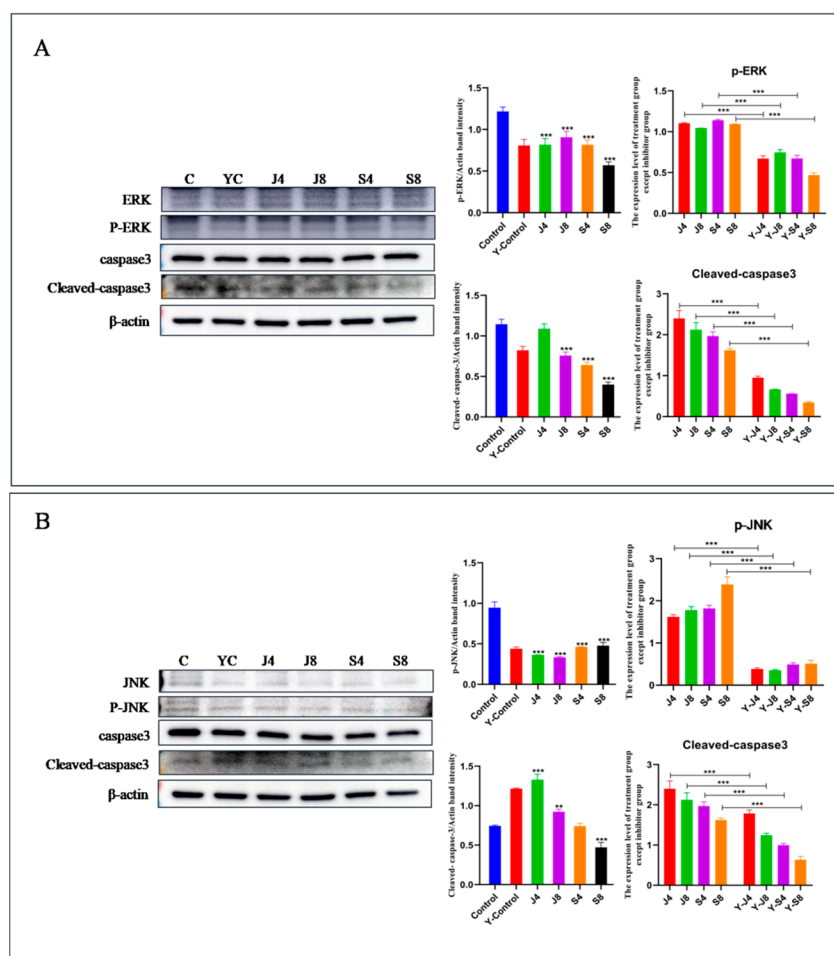 A
C YC J4 J8 S4 S8
ERK
P-ERK
caspase3
Cleaved-caspase3
β-actin
p-ERK/Actin band intensity
1.5
1.0
0.5
0.0
*** *** *** ***
Control Y-Control J4 J8 S4 S8
p-ERK
The expression level of treatment group
except inhibitor group
1.5
1.0
0.5
0.0
***
***
***
***
J4 J8 S4 S8 Y-J4 Y-J8 Y-S4 Y-S8
Cleaved- caspase-3/Actin band intensity
1.5
1.0
0.5
0.0
*** *** ***
Control Y-Control J4 J8 S4 S8
Cleaved-caspase3
The expression level of treatment group
except inhibitor group
3
2
1
0
***
***
***
***
J4 J8 S4 S8 Y-J4 Y-J8 Y-S4 Y-S8
B
C YC J4 J8 S4 S8
JNK
P-JNK
caspase3
Cleaved-caspase3
β-actin
p-JNK/Actin band intensity
1.5
1.0
0.5
0.0
*** *** *** ***
Control Y-Control J4 J8 S4 S8
p-JNK
The expression level of treatment group
except inhibitor group
3
2
1
0
***
***
***
***
J4 J8 S4 S8 Y-J4 Y-J8 Y-S4 Y-S8
Cleaved- caspase-3/Actin band intensity
1.5
1.0
0.5
0.0
*** ** ***
Control Y-Control J4 J8 S4 S8
Cleaved-caspase3
The expression level of treatment group
except inhibitor group
3
2
1
0
***
***
***
***
J4 J8 S4 S8 Y-J4 Y-J8 Y-S4 Y-S8